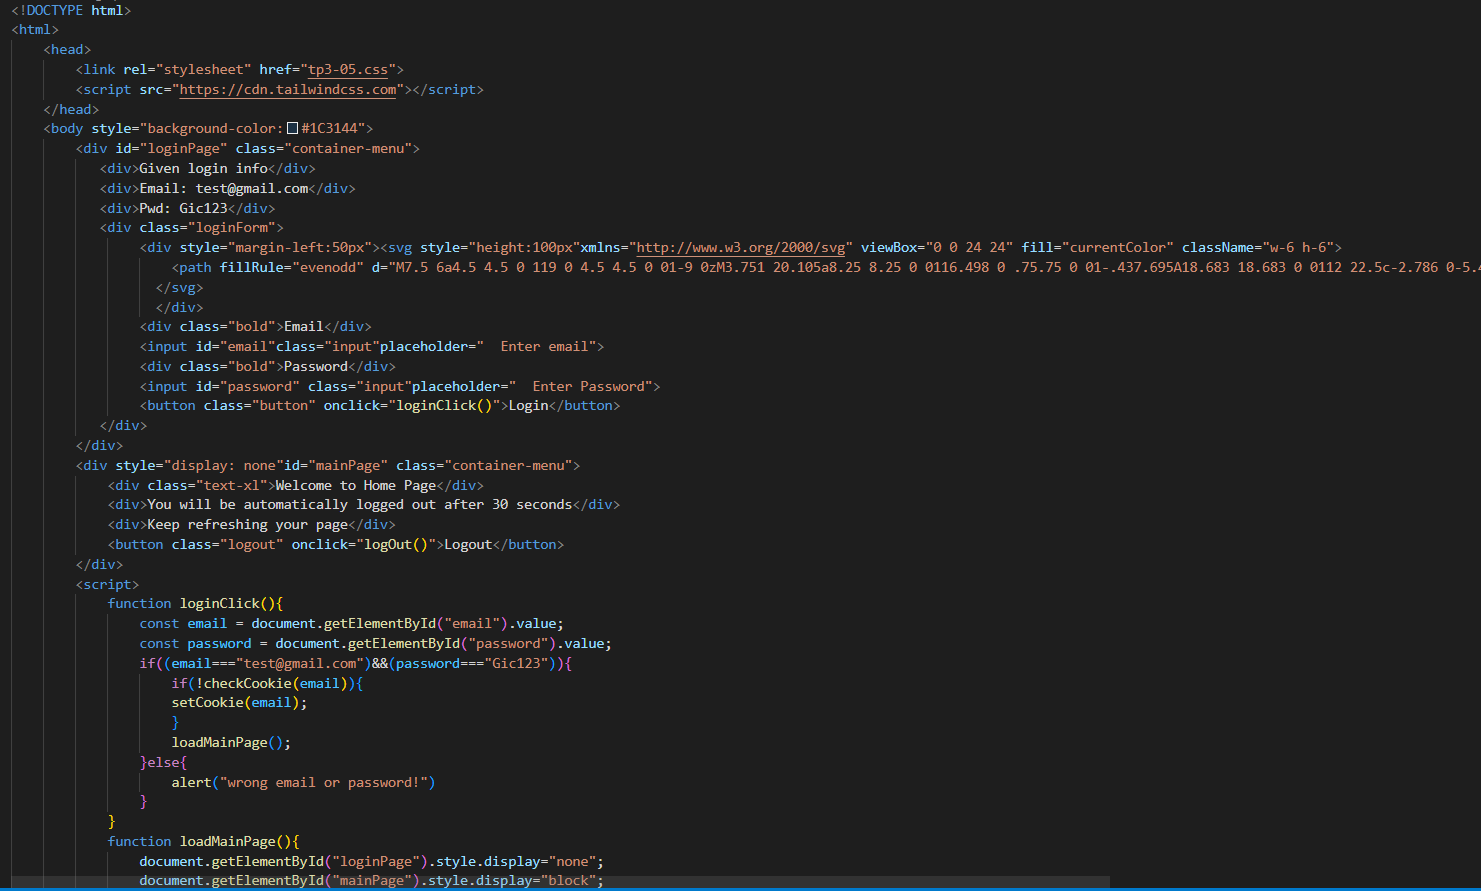 <!DOCTYPE html>
<html>
<head>
<link rel="stylesheet" href="tp3-05.css">
<script src="https://cdn.tailwindcss.com"></script>
</head>
<body style="background-color:#1C3144">
<div id="loginPage" class="container-menu">
<div>Given login info</div>
<div>Email: test@gmail.com</div>
<div>Pwd: Gic123</div>
<div class="loginForm">
<div style="margin-left:50px"><svg style="height:100px"xmlns="http://www.w3.org/2000/svg" viewBox="0 0 24 24" fill="currentColor" className="w-6 h-6">
<path fillRule="evenodd" d="M7.5 6a4.5 4.5 0 119 0 4.5 4.5 0 01-9 0zM3.751 20.105a8.25 8.25 0 0116.498 0 .75.75 0 01-.437.695A18.683 18.683 0 0112 22.5c-2.786 0-5.4
</svg>
</div>
<div class="bold">Email</div>
<input id="email"class="input"placeholder="  Enter email">
<div class="bold">Password</div>
<input id="password" class="input"placeholder="  Enter Password">
<button class="button" onclick="loginClick()">Login</button>
</div>
</div>
<div style="display: none"id="mainPage" class="container-menu">
<div class="text-xl">Welcome to Home Page</div>
<div>You will be automatically logged out after 30 seconds</div>
<div>Keep refreshing your page</div>
<button class="logout" onclick="logOut()">Logout</button>
</div>
<script>
function loginClick(){
const email = document.getElementById("email").value;
const password = document.getElementById("password").value;
if((email==="test@gmail.com")&&(password==="Gic123")){
if(!checkCookie(email)){
setCookie(email);
}
loadMainPage();
}else{
alert("wrong email or password!")
}
}
function loadMainPage(){
document.getElementById("loginPage").style.display="none";
document.getElementById("mainPage").style.display="block";